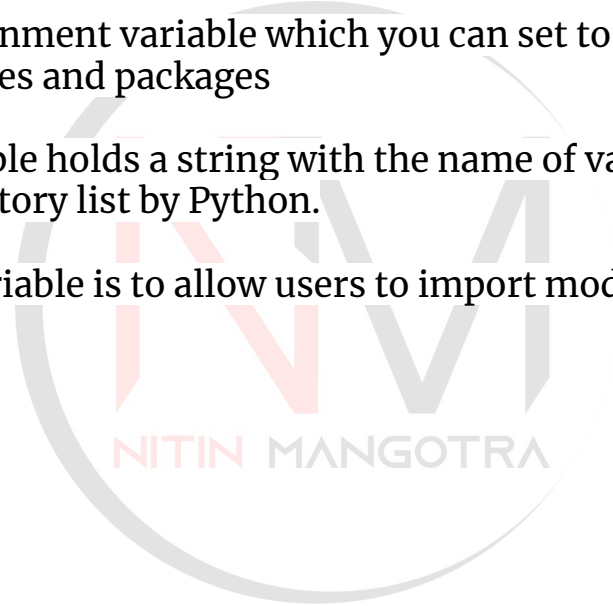 nment variable which you can set to
es and packages
ble holds a string with the name of va
tory list by Python.
riable is to allow users to import mod
NITIN MANGOTRA